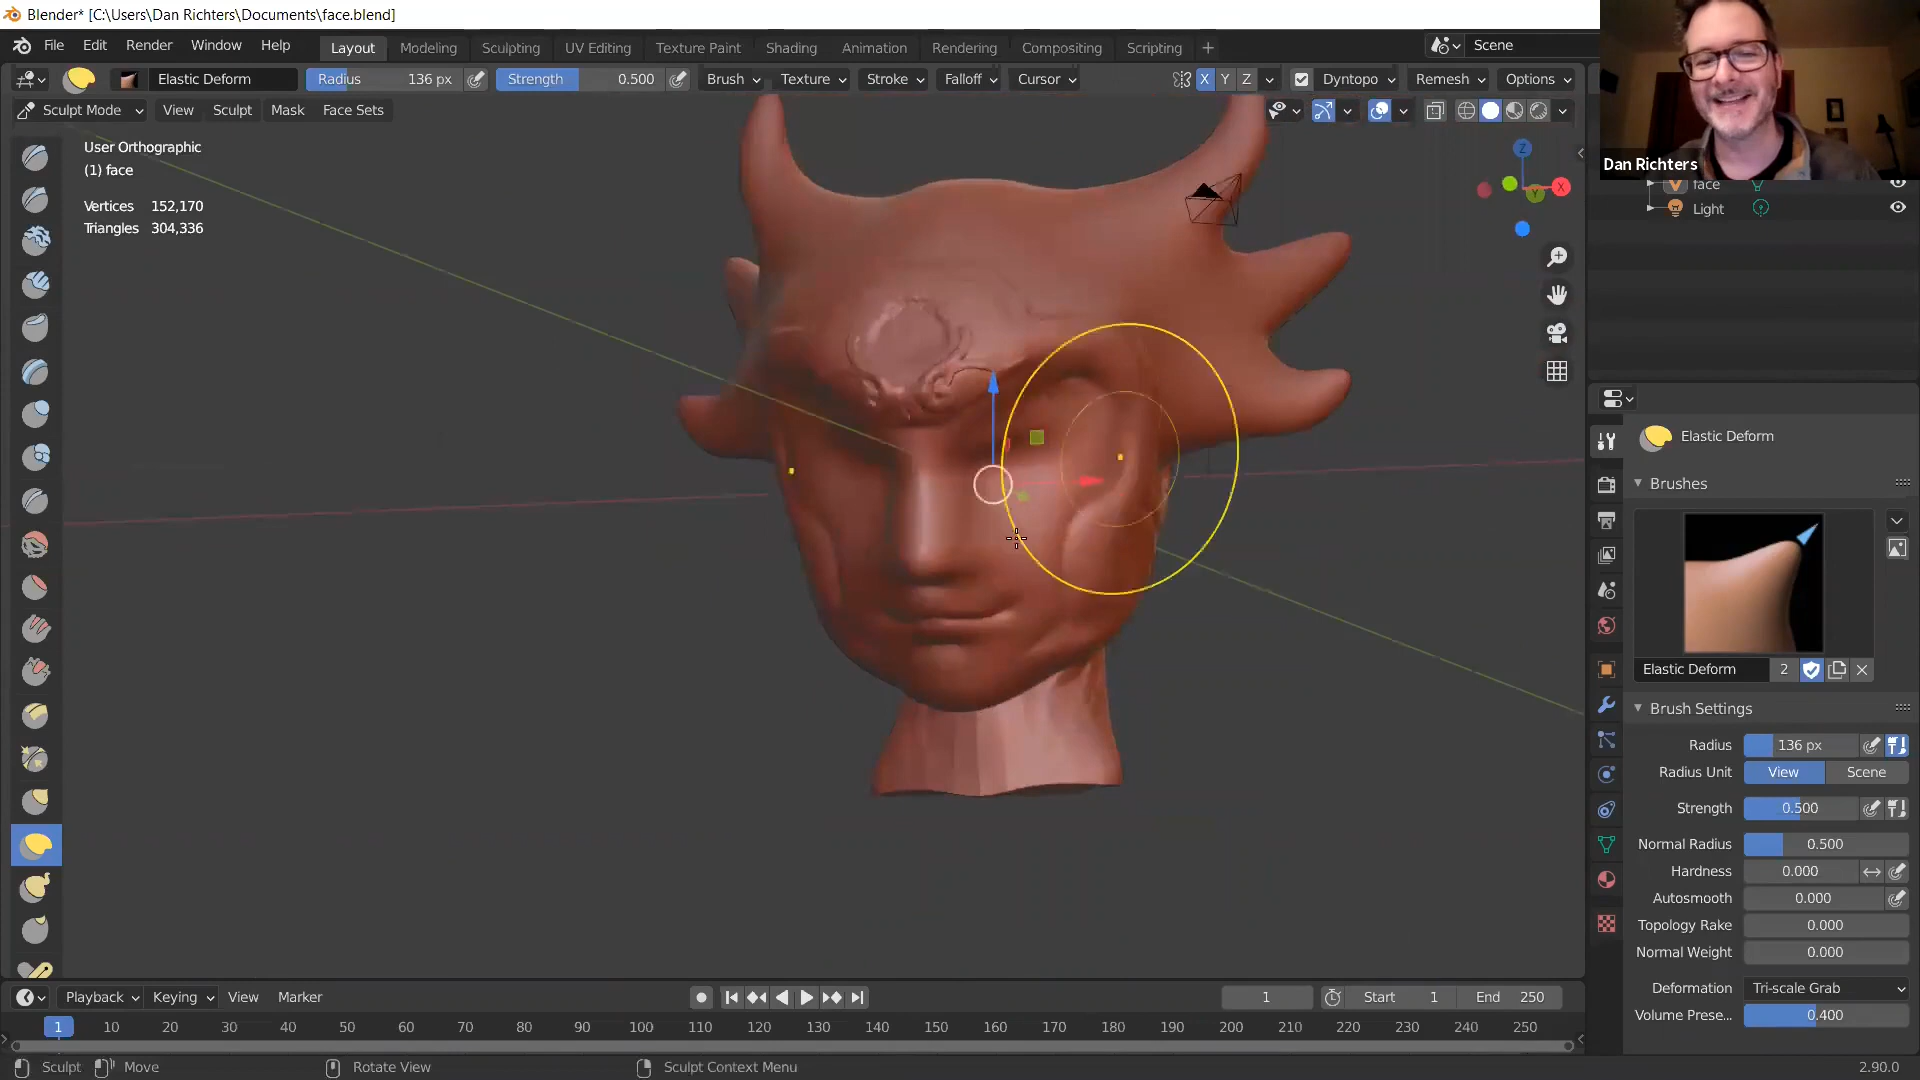 Blender* [C:\Users\Dan Richters\Documents\face.blend]
File Edit Render Window Help Layout Modeling Sculpting UV Editing Texture Paint Shading Animation Rendering Compositing Scripting + Scene
Elastic Deform Radius 136 px Strength 0.500 Brush Texture Stroke Falloff Cursor X Y Z Dyntopo Remesh Options
Sculpt Mode View Sculpt Mask Face Sets
User Orthographic
(1) face
Vertices 152,170
Triangles 304,336
Z
X
Y
Dan Richters
face
Light
Elastic Deform
Brushes
Elastic Deform 2
Brush Settings
Radius 136 px
Radius Unit View Scene
Strength 0.500
Normal Radius 0.500
Hardness 0.000
Autosmooth 0.000
Topology Rake 0.000
Normal Weight 0.000
Deformation Tri-scale Grab
Volume Prese... 0.400
Playback Keying View Marker 1 Start 1 End 250
1 10 20 30 40 50 60 70 80 90 100 110 120 130 140 150 160 170 180 190 200 210 220 230 240 250
Sculpt Move Rotate View Sculpt Context Menu 2.90.0